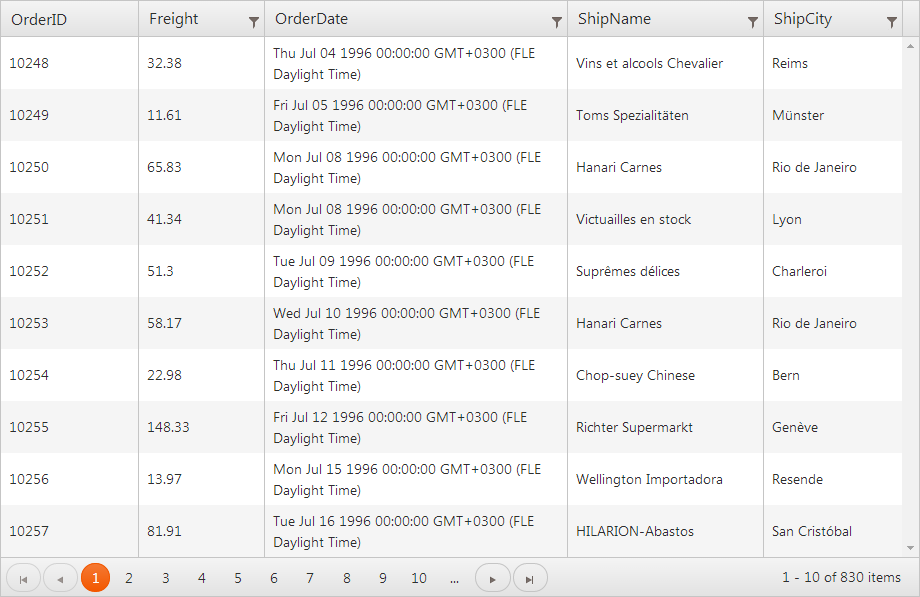 OrderID Freight OrderDate ShipName ShipCity
10248 32.38 Thu Jul 04 1996 00:00:00 GMT+0300 (FLE Daylight Time) Vins et alcools Chevalier Reims
10249 11.61 Fri Jul 05 1996 00:00:00 GMT+0300 (FLE Daylight Time) Toms Spezialitäten Münster
10250 65.83 Mon Jul 08 1996 00:00:00 GMT+0300 (FLE Daylight Time) Hanari Carnes Rio de Janeiro
10251 41.34 Mon Jul 08 1996 00:00:00 GMT+0300 (FLE Daylight Time) Victuailles en stock Lyon
10252 51.3 Tue Jul 09 1996 00:00:00 GMT+0300 (FLE Daylight Time) Suprêmes délices Charleroi
10253 58.17 Wed Jul 10 1996 00:00:00 GMT+0300 (FLE Daylight Time) Hanari Carnes Rio de Janeiro
10254 22.98 Thu Jul 11 1996 00:00:00 GMT+0300 (FLE Daylight Time) Chop-suey Chinese Bern
10255 148.33 Fri Jul 12 1996 00:00:00 GMT+0300 (FLE Daylight Time) Richter Supermarkt Genève
10256 13.97 Mon Jul 15 1996 00:00:00 GMT+0300 (FLE Daylight Time) Wellington Importadora Resende
10257 81.91 Tue Jul 16 1996 00:00:00 GMT+0300 (FLE Daylight Time) HILARION-Abastos San Cristóbal
1 2 3 4 5 6 7 8 9 10 ... 1 - 10 of 830 items